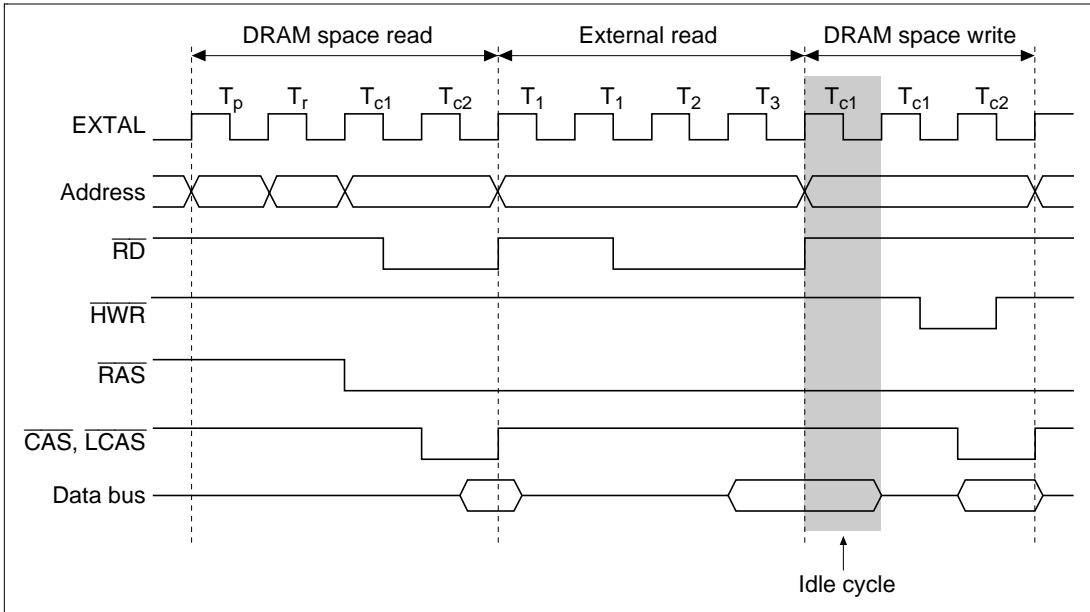 DRAM space read External read DRAM space write
Tp Tr Tc1 Tc2 T1 T1 T2 T3 Tc1 Tc1 Tc2
EXTAL
Address
RD
HWR
RAS
CAS, LCAS
Data bus
Idle cycle